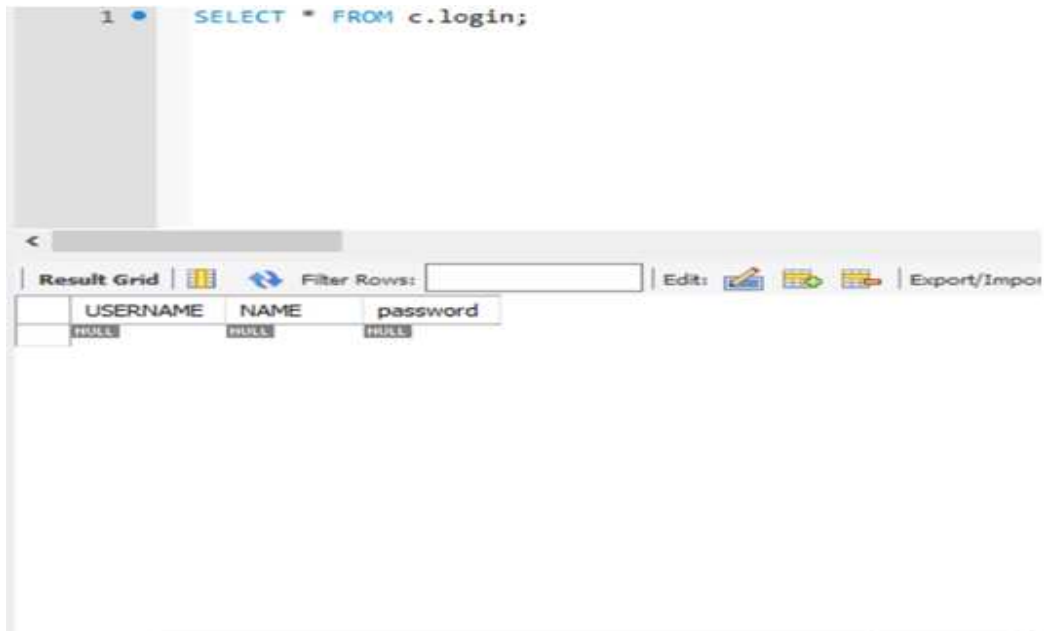 1 SELECT * FROM c.login;
Result Grid Filter Rows: Edit: Export/Impor
USERNAME NAME password
NULL NULL NULL